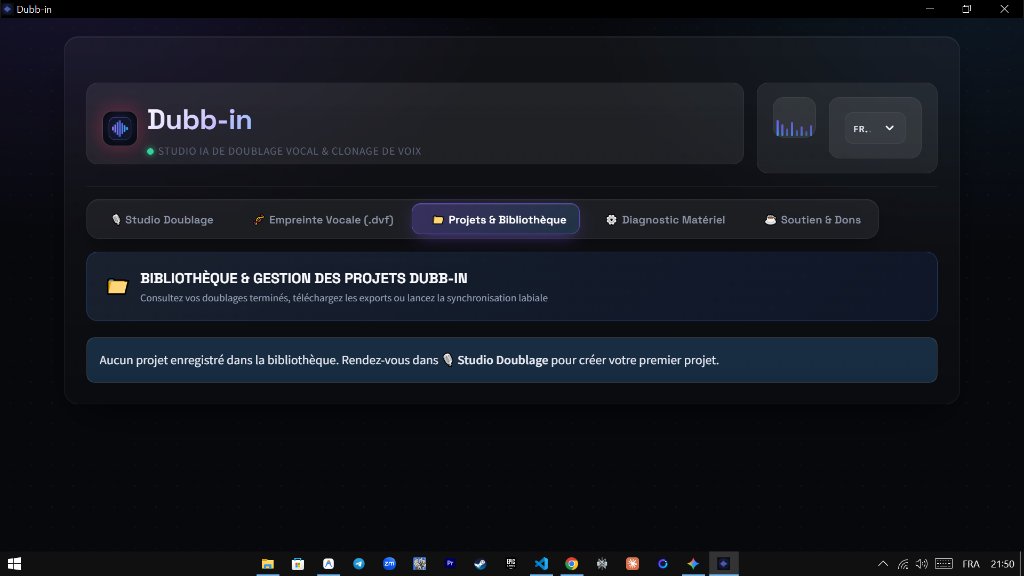 Dubb-in
Dubb-in
STUDIO IA DE DOUBLAGE VOCAL & CLONAGE DE VOIX
FR..
Studio Doublage
Empreinte Vocale (.dvf)
Projets & Bibliothèque
Diagnostic Matériel
Soutien & Dons
BIBLIOTHÈQUE & GESTION DES PROJETS DUBB-IN
Consultez vos doublages terminés, téléchargez les exports ou lancez la synchronisation labiale
Aucun projet enregistré dans la bibliothèque. Rendez-vous dans Studio Doublage pour créer votre premier projet.
zm
Pr
EPIC
FRA
21:50